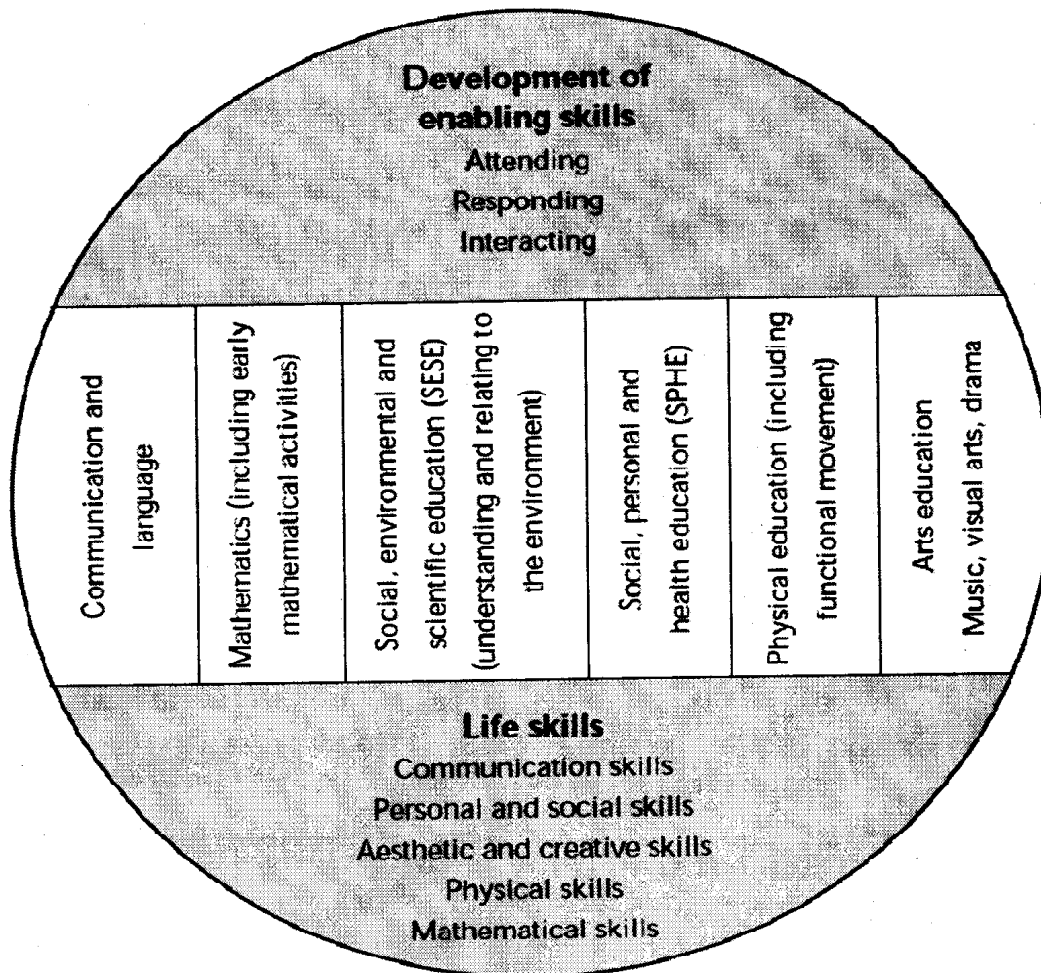 Development of
enabling skills
Attending
Responding
Interacting
Communication and
language
Mathematics (including early
mathematical activities)
Social, environmental and
scientific education (SESE)
(understanding and relating to
the environment)
Social, personal and
health education (SPHE)
Physical education (including
functional movement)
Arts education
Music, visual arts, drama
Life skills
Communication skills
Personal and social skills
Aesthetic and creative skills
Physical skills
Mathematical skills